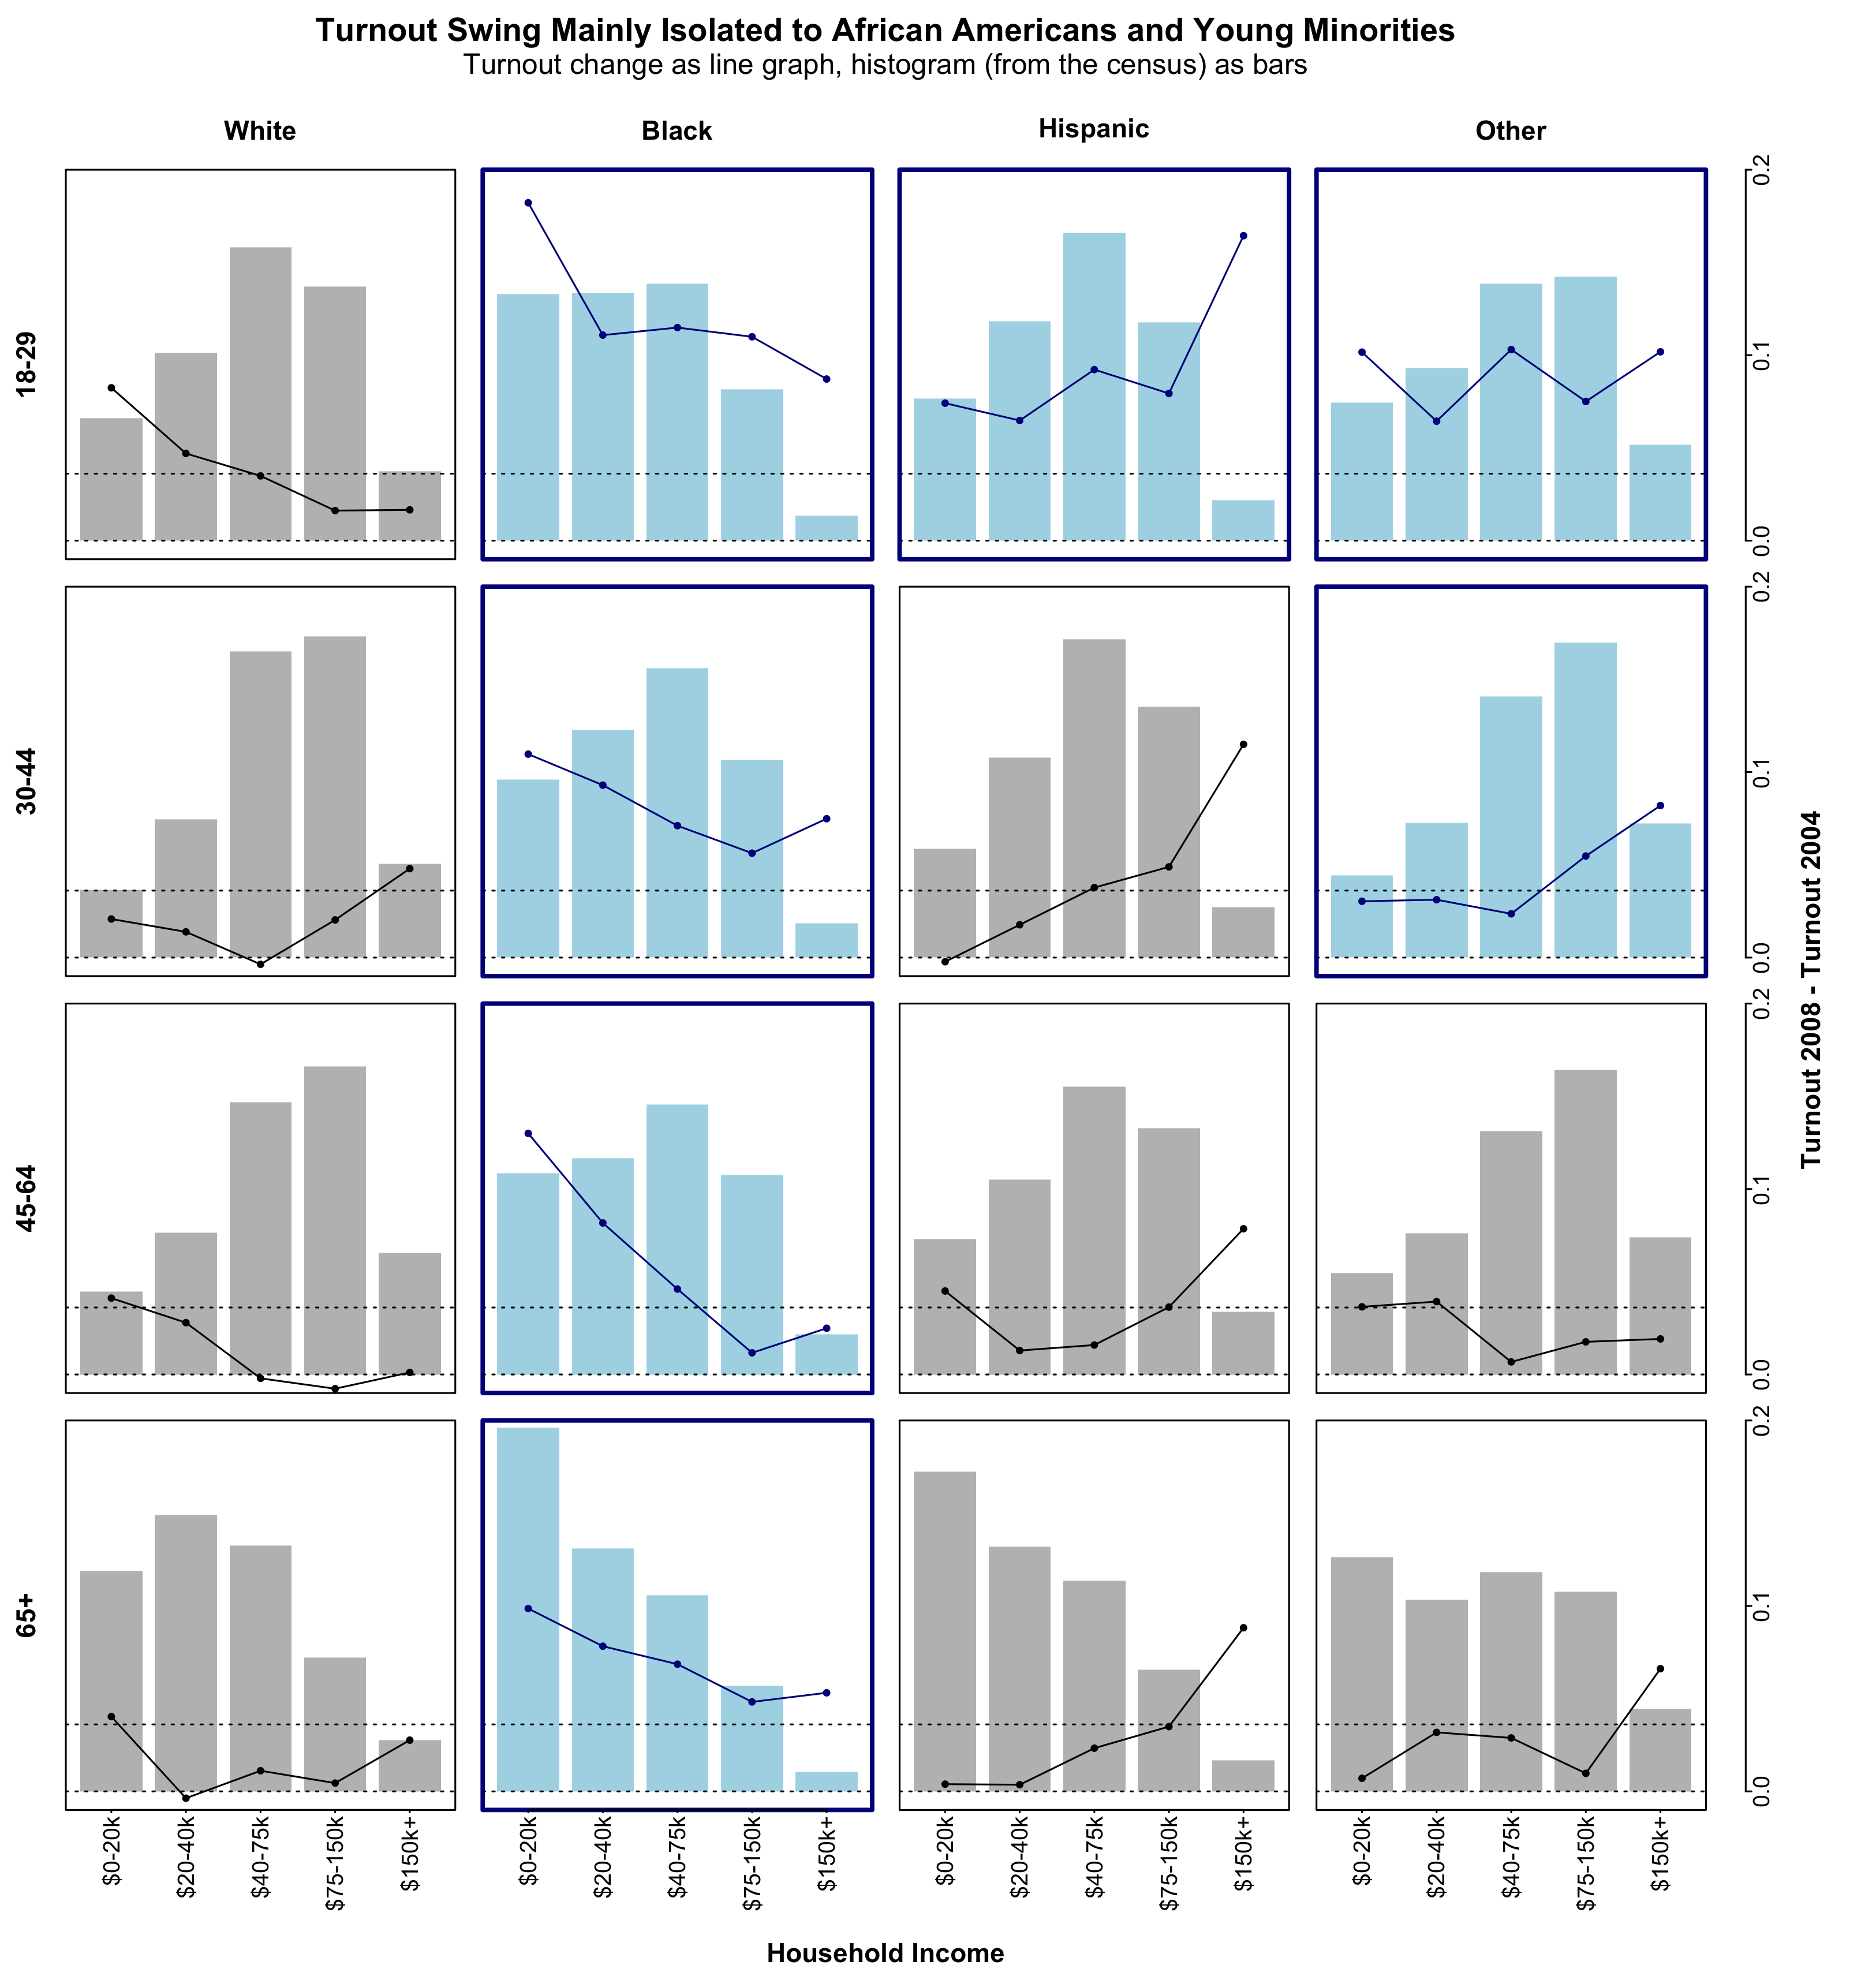 Turnout Swing Mainly Isolated to African Americans and Young Minorities
Turnout change as line graph, histogram (from the census) as bars
White
Black
Hispanic
Other
18-29
0.0
0.1
0.2
30-44
0.0
0.1
0.2
45-64
0.0
0.1
0.2
65+
0.0
0.1
0.2
Turnout 2008 - Turnout 2004
$0-20k
$20-40k
$40-75k
$75-150k
$150k+
$0-20k
$20-40k
$40-75k
$75-150k
$150k+
$0-20k
$20-40k
$40-75k
$75-150k
$150k+
$0-20k
$20-40k
$40-75k
$75-150k
$150k+
Household Income